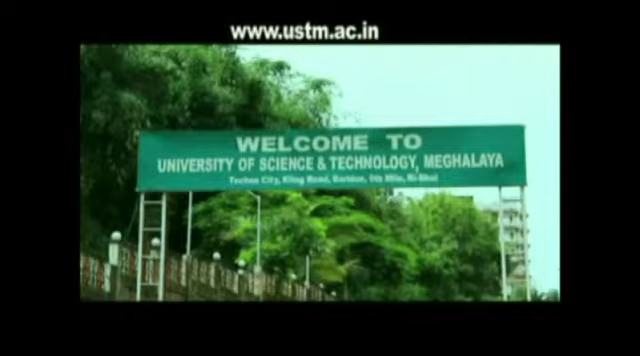 www.ustm.ac.in
WELCOME TO
UNIVERSITY OF SCIENCE & TECHNOLOGY, MEGHALAYA
Techno City, Kling Road, Baridua, 9th Mile, Ri-Bhoi